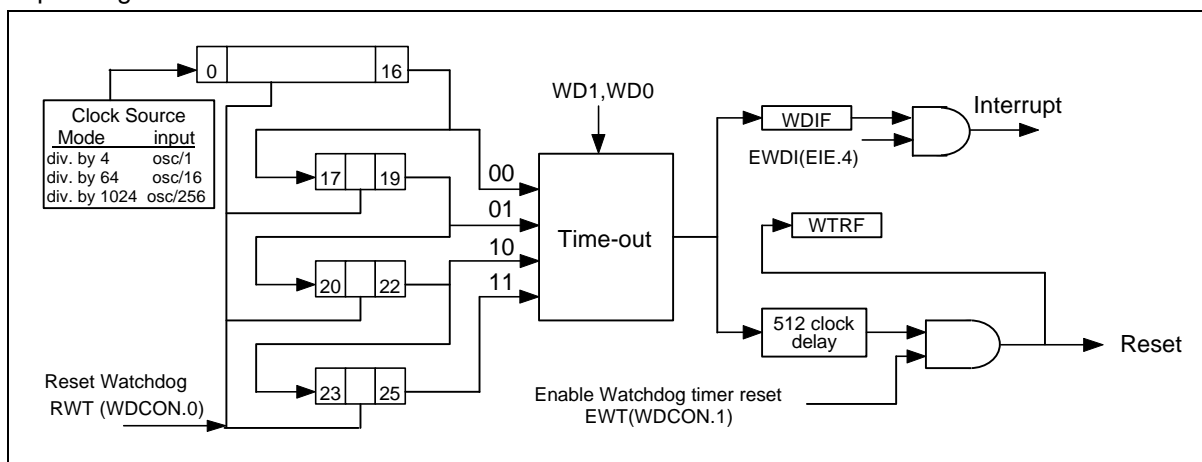 0 16
Clock Source
Mode input
div. by 4 osc/1
div. by 64 osc/16
div. by 1024 osc/256
17 19
20 22
23 25
Reset Watchdog
RWT (WDCON.0)
WD1,WD0
00
01
10
11
Time-out
WDIF
EWDI(EIE.4)
Interrupt
WTRF
512 clock
delay
Enable Watchdog timer reset
EWT(WDCON.1)
Reset